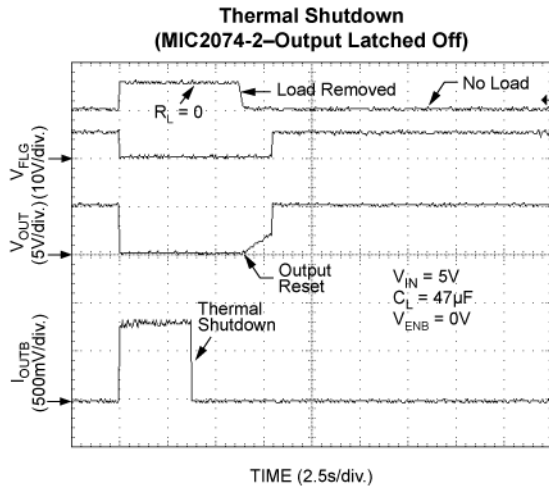 Thermal Shutdown
(MIC2074-2–Output Latched Off)
Load Removed
No Load
R_L = 0
V_FLG
(10V/div.)
V_OUT
(5V/div.)
Output
Reset
V_IN = 5V
C_L = 47µF
V_ENB = 0V
Thermal
Shutdown
I_OUTB
(500mV/div.)
TIME (2.5s/div.)